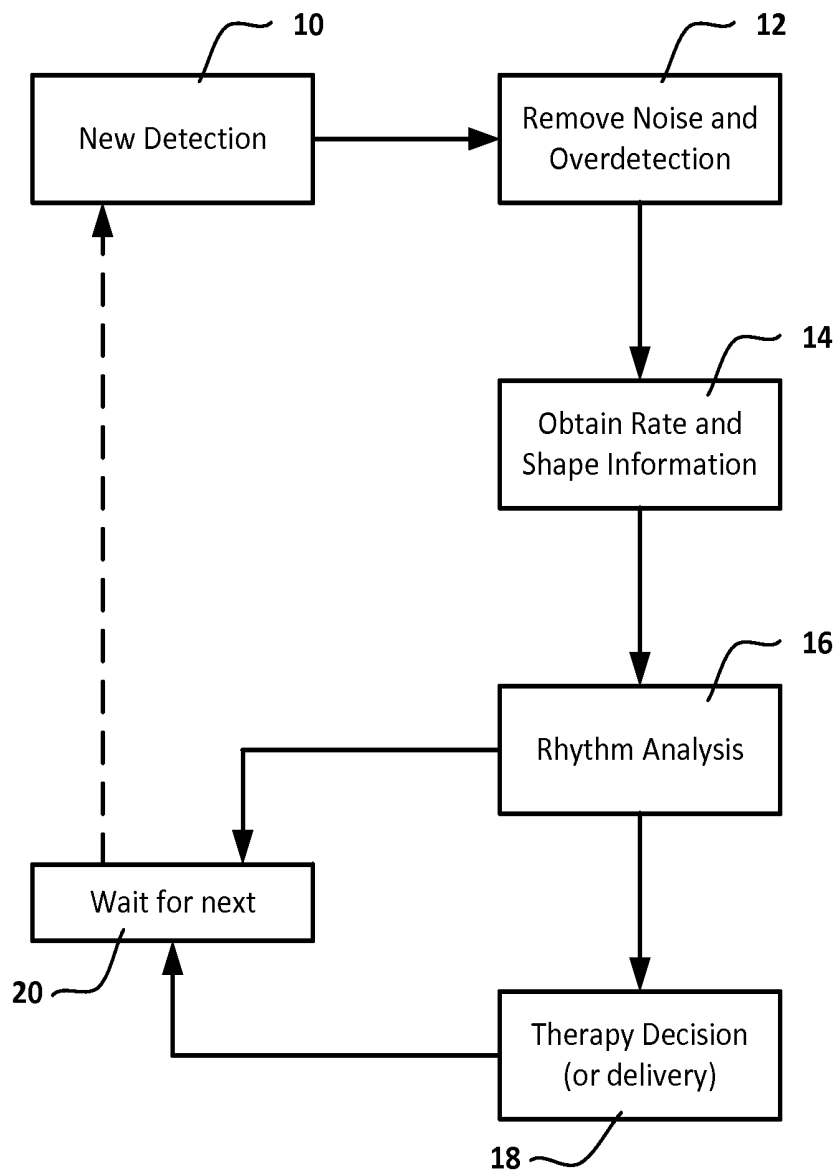 10
12
New Detection
Remove Noise and
Overdetection
14
Obtain Rate and
Shape Information
16
Rhythm Analysis
Wait for next
20
Therapy Decision
(or delivery)
18